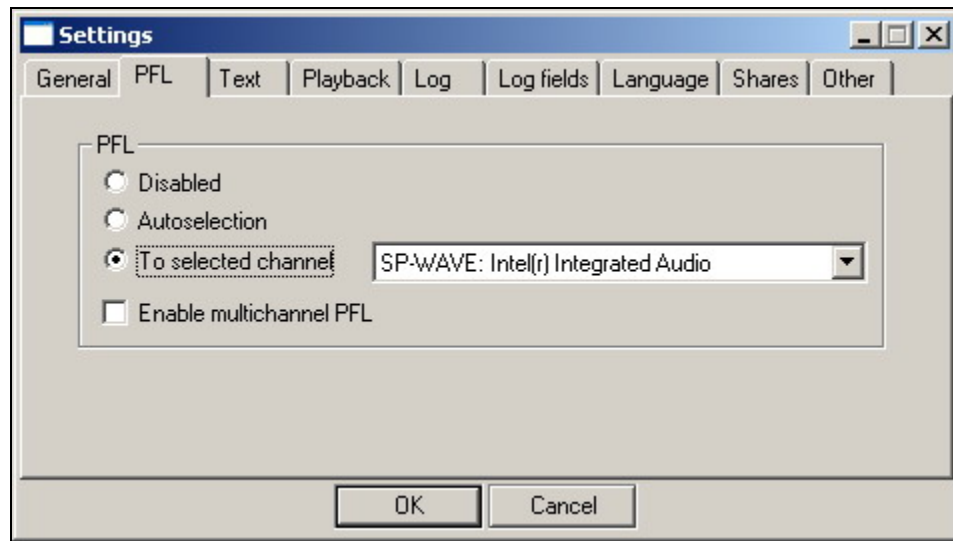 Settings
General PFL Text Playback Log Log fields Language Shares Other
PFL
Disabled
Autoselection
To selected channel SP-WAVE: Intel(r) Integrated Audio
Enable multichannel PFL
OK Cancel